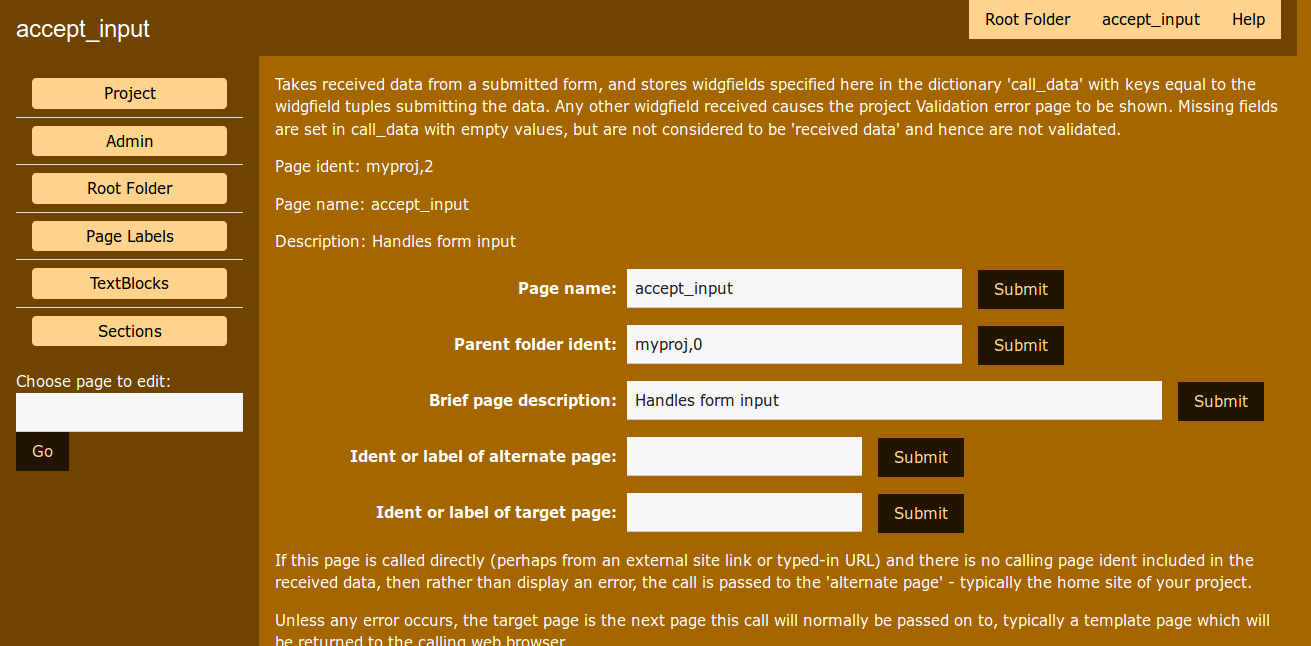 accept_input
Root Folder
accept_input
Help
Project
Admin
Root Folder
Page Labels
TextBlocks
Sections
Choose page to edit:
Go
Takes received data from a submitted form, and stores widgfields specified here in the dictionary 'call_data' with keys equal to the
widgfield tuples submitting the data. Any other widgfield received causes the project Validation error page to be shown. Missing fields
are set in call_data with empty values, but are not considered to be 'received data' and hence are not validated.
Page ident: myproj,2
Page name: accept_input
Description: Handles form input
Page name: accept_input Submit
Parent folder ident: myproj,0 Submit
Brief page description: Handles form input Submit
Ident or label of alternate page: Submit
Ident or label of target page: Submit
If this page is called directly (perhaps from an external site link or typed-in URL) and there is no calling page ident included in the
received data, then rather than display an error, the call is passed to the 'alternate page' - typically the home site of your project.
Unless any error occurs, the target page is the next page this call will normally be passed on to, typically a template page which will
be returned to the calling web browser.